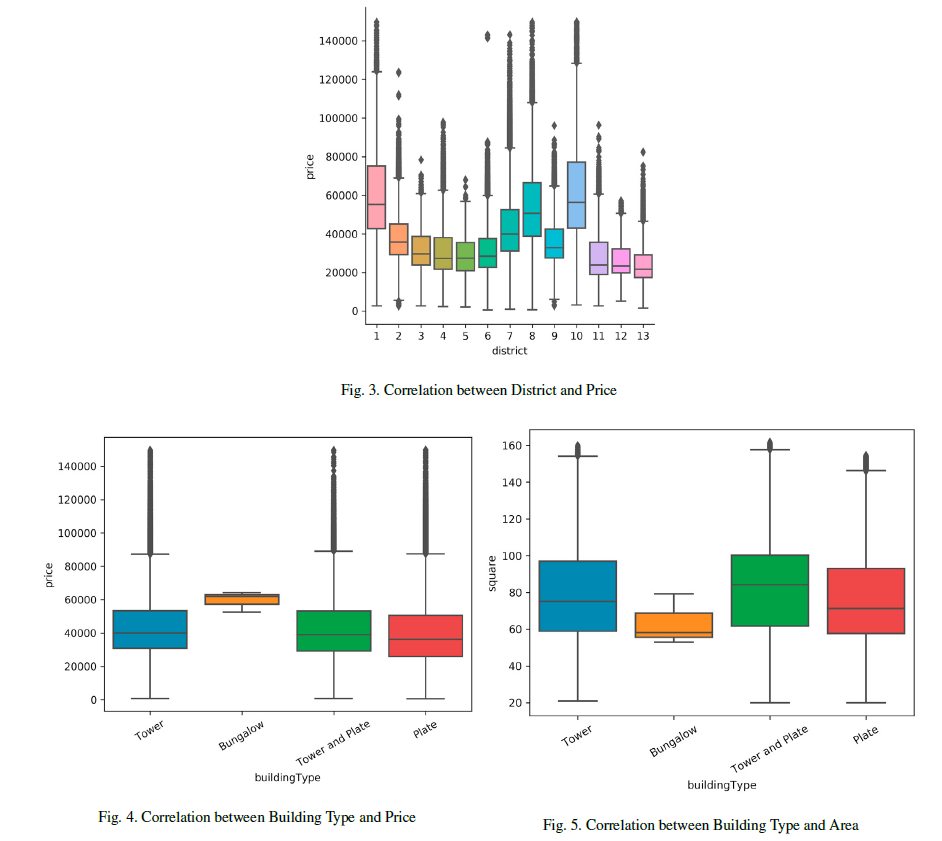 140000
120000
100000
80000
60000
40000
20000
0
price
1 2 3 4 5 6 7 8 9 10 11 12 13
district
Fig. 3. Correlation between District and Price
140000
120000
100000
80000
60000
40000
20000
0
price
Tower Bungalow Tower and Plate Plate
buildingType
Fig. 4. Correlation between Building Type and Price
160
140
120
100
80
60
40
20
square
Tower Bungalow Tower and Plate Plate
buildingType
Fig. 5. Correlation between Building Type and Area